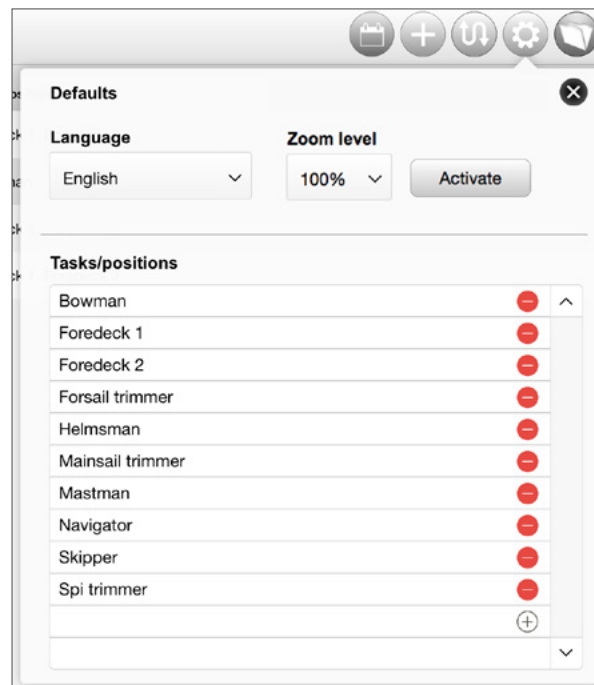 Defaults
Language Zoom level
English 100% Activate
Tasks/positions
Bowman
Foredeck 1
Foredeck 2
Forsail trimmer
Helmsman
Mainsail trimmer
Mastman
Navigator
Skipper
Spi trimmer